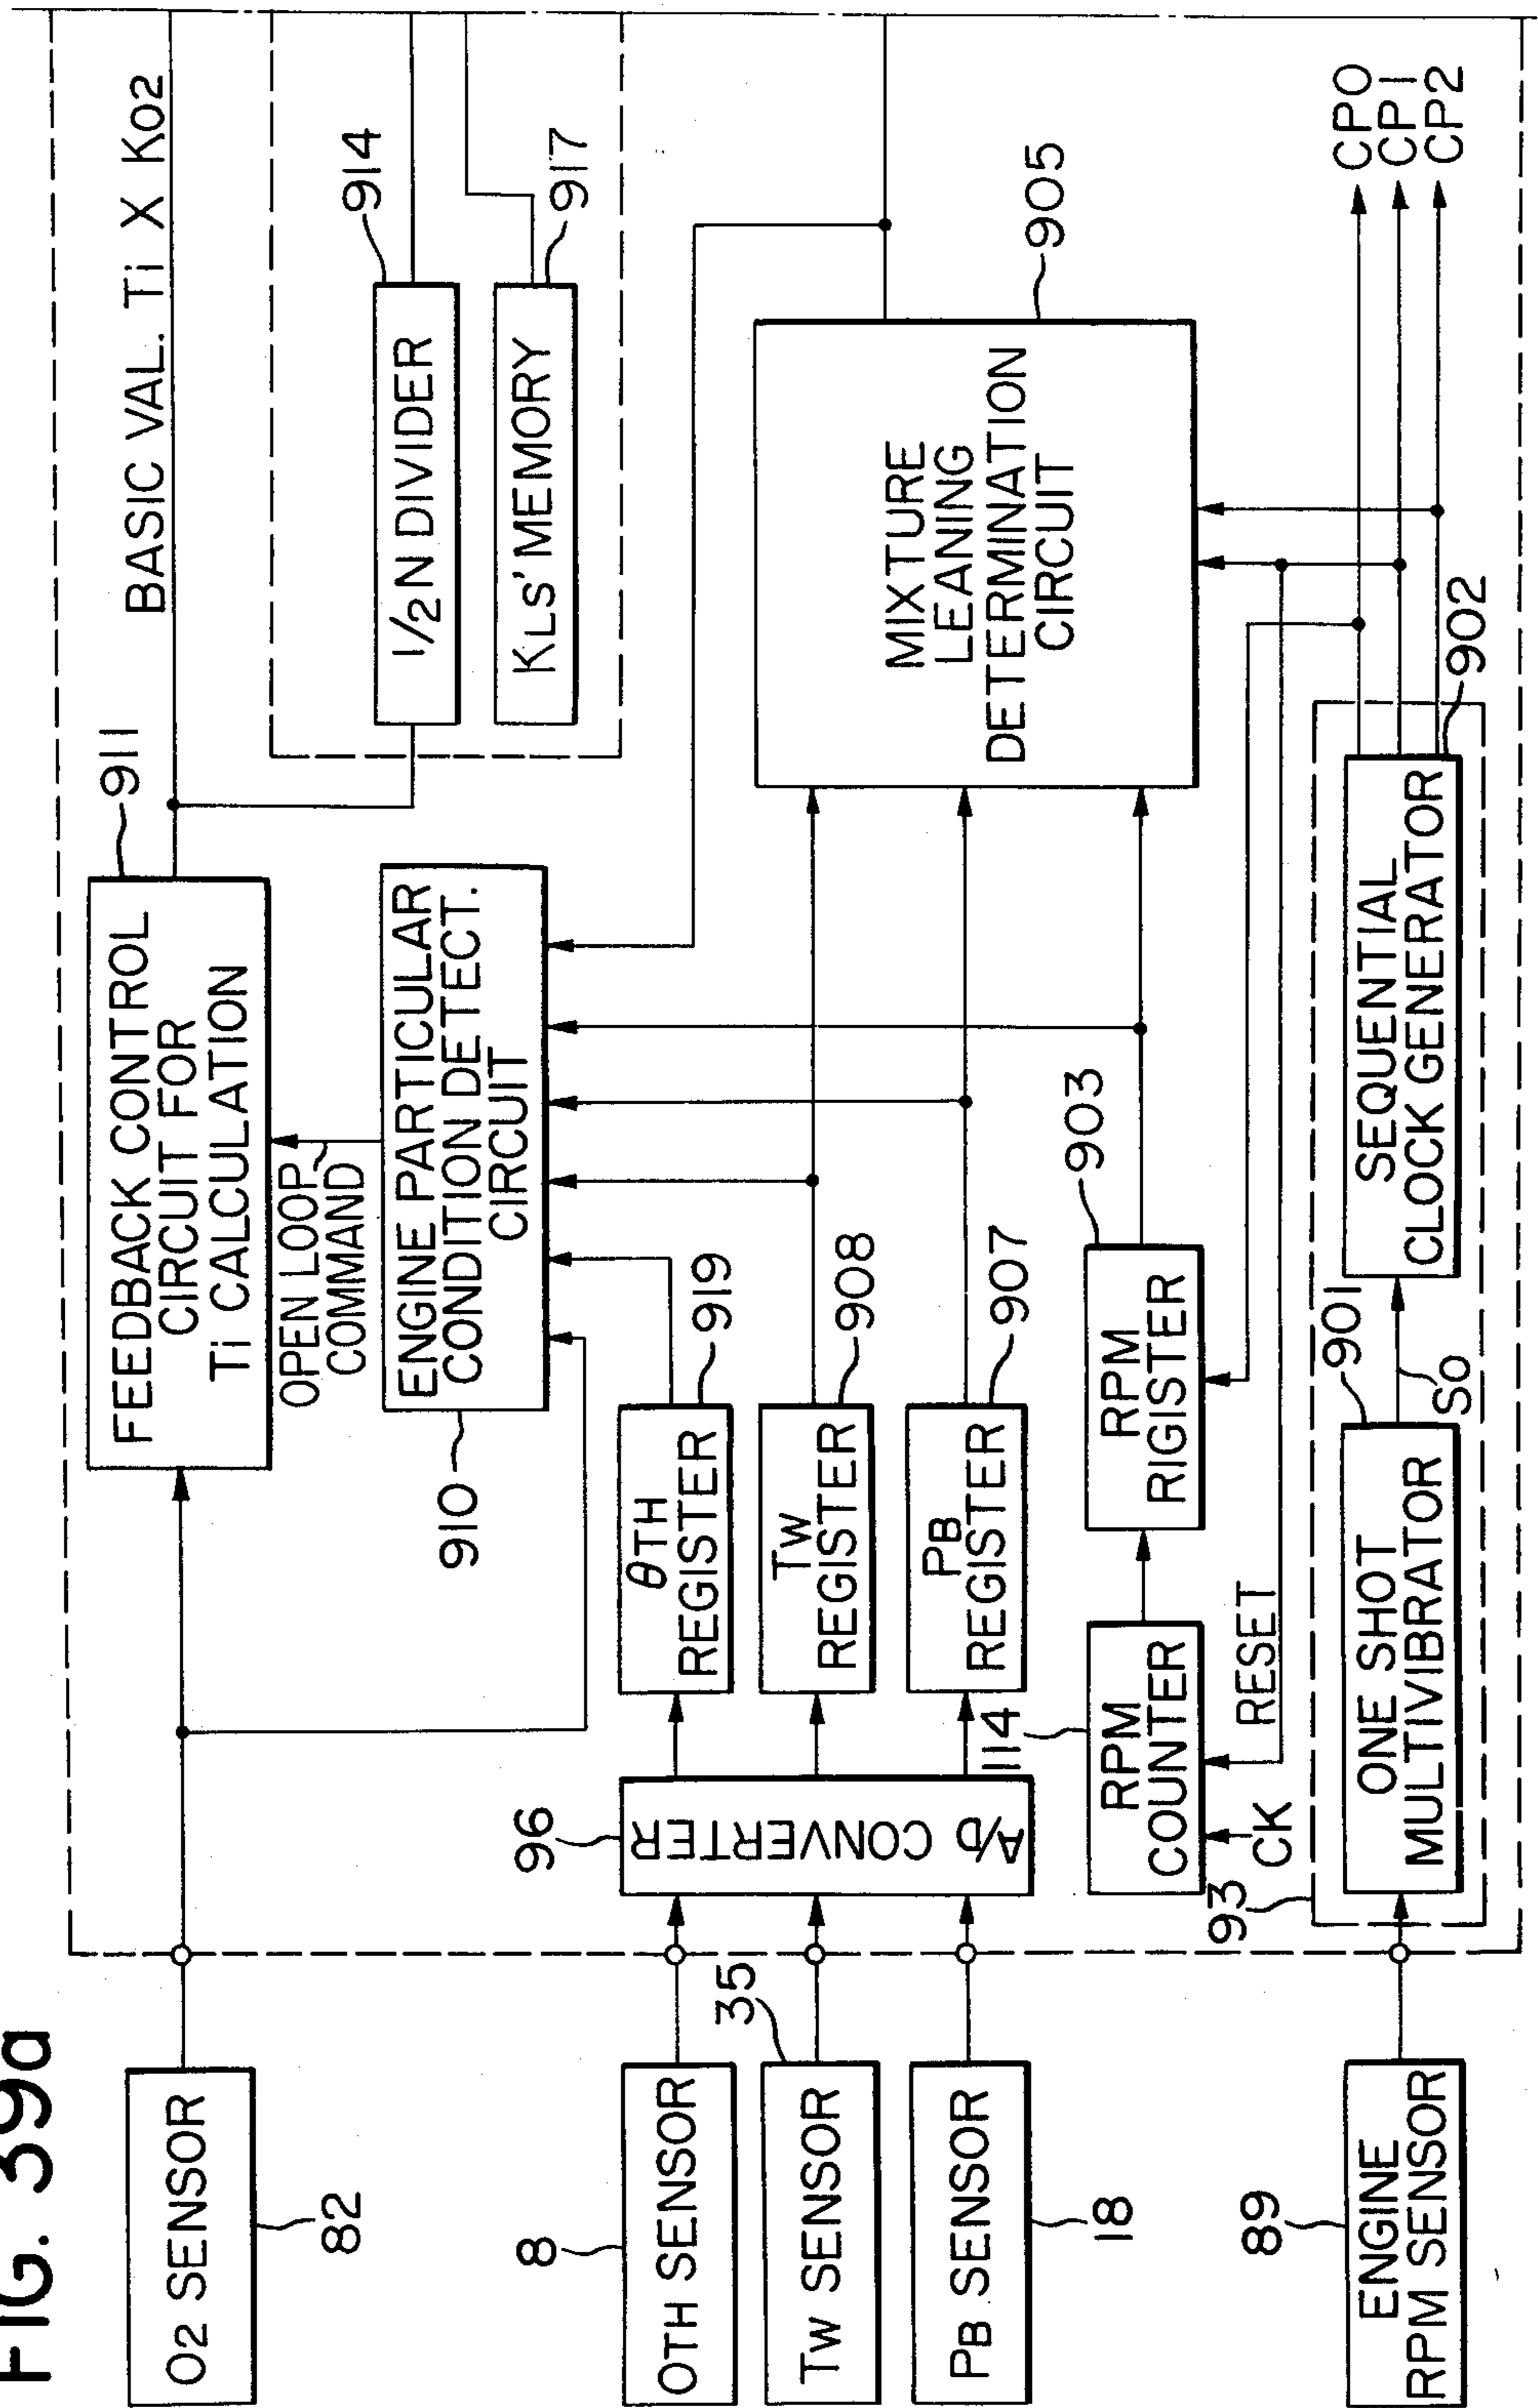 FIG. 39a
O2 SENSOR
82
8
OTH SENSOR
TW SENSOR
35
PB SENSOR
18
89
ENGINE
RPM SENSOR
FEEDBACK CONTROL
CIRCUIT FOR
Ti CALCULATION
911
BASIC VAL. Ti X KO2
OPEN LOOP
COMMAND
ENGINE PARTICULAR
CONDITION DETECT.
CIRCUIT
910
1/2N DIVIDER
914
KLS' MEMORY
917
96
A/D CONVERTER
θTH
REGISTER
919
TW
REGISTER
908
PB
REGISTER
907
MIXTURE
LEANING
DETERMINATION
CIRCUIT
905
114
RPM
COUNTER
CK
RESET
RPM
RIGISTER
903
93
ONE SHOT
MULTIVIBRATOR
901
S0
SEQUENTIAL
CLOCK GENERATOR
902
CP0
CP1
CP2